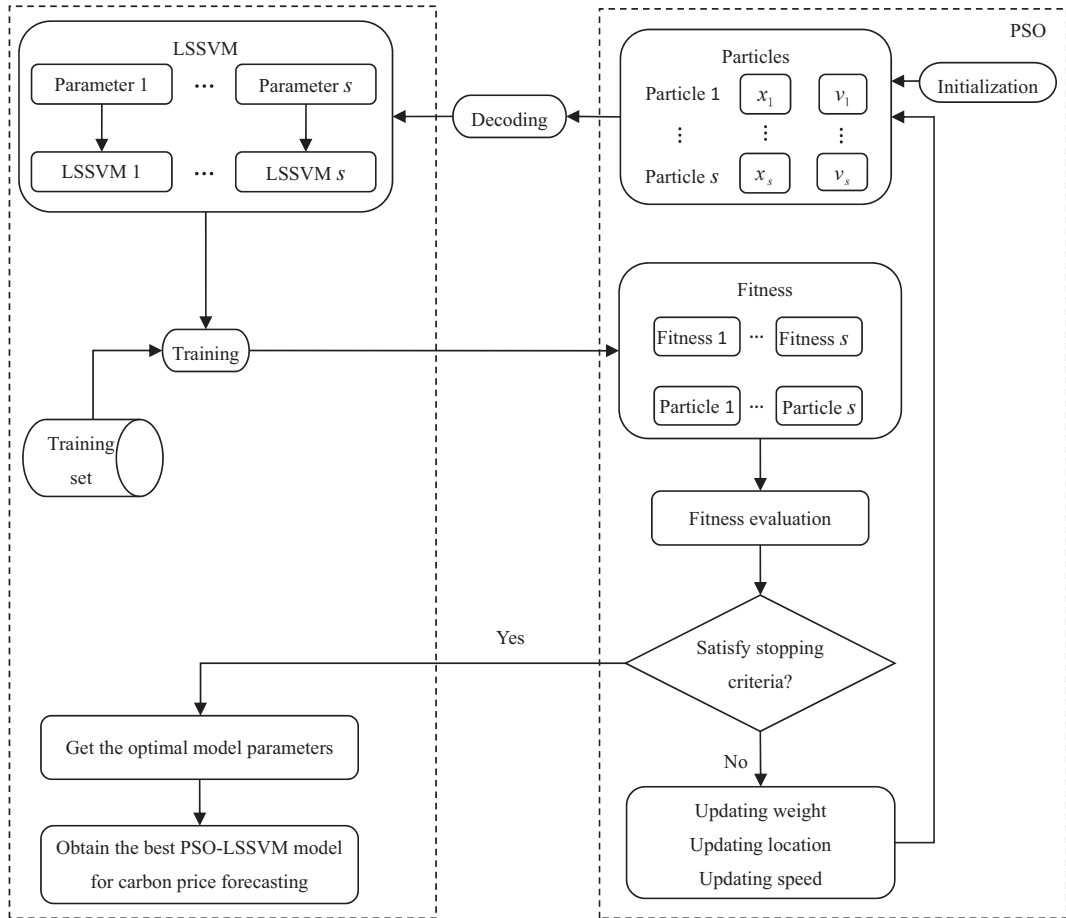 LSSVM
Parameter 1 ... Parameter s
LSSVM 1 ... LSSVM s
Decoding
PSO
Particles
Initialization
Particle 1 x₁ v₁
⋮ ⋮ ⋮
Particle s xₛ vₛ
Training
Training
set
Fitness
Fitness 1 ... Fitness s
Particle 1 ... Particle s
Fitness evaluation
Satisfy stopping
criteria?
Yes
No
Get the optimal model parameters
Obtain the best PSO-LSSVM model
for carbon price forecasting
Updating weight
Updating location
Updating speed